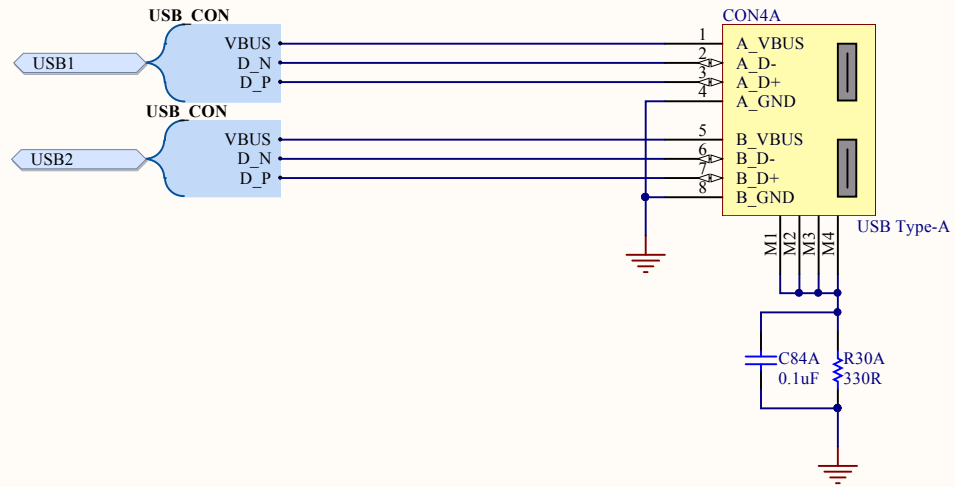 USB_CON
CON4A
USB1
VBUS
D_N
D_P
1
2
3
4
A_VBUS
A_D-
A_D+
A_GND
USB_CON
USB2
VBUS
D_N
D_P
5
6
7
8
B_VBUS
B_D-
B_D+
B_GND
USB Type-A
M1
M2
M3
M4
C84A
0.1uF
R30A
330R